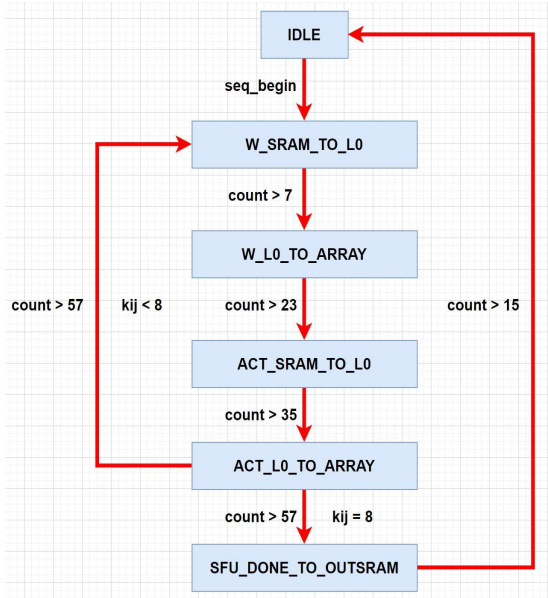 IDLE
seq_begin
W_SRAM_TO_L0
count > 7
W_L0_TO_ARRAY
count > 57 kij < 8 count > 23 count > 15
ACT_SRAM_TO_L0
count > 35
ACT_L0_TO_ARRAY
count > 57 kij = 8
SFU_DONE_TO_OUTSRAM